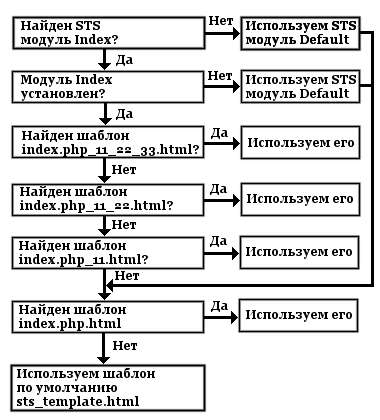 Найден STS
модуль Index?
Нет
Используем STS
модуль Default
Да
Модуль Index
установлен?
Нет
Используем STS
модуль Default
Да
Найден шаблон
index.php_11_22_33.html?
Да
Используем его
Нет
Найден шаблон
index.php_11_22.html?
Да
Используем его
Нет
Найден шаблон
index.php_11.html?
Да
Используем его
Нет
Найден шаблон
index.php.html
Да
Используем его
Нет
Используем шаблон
по умолчанию
sts_template.html